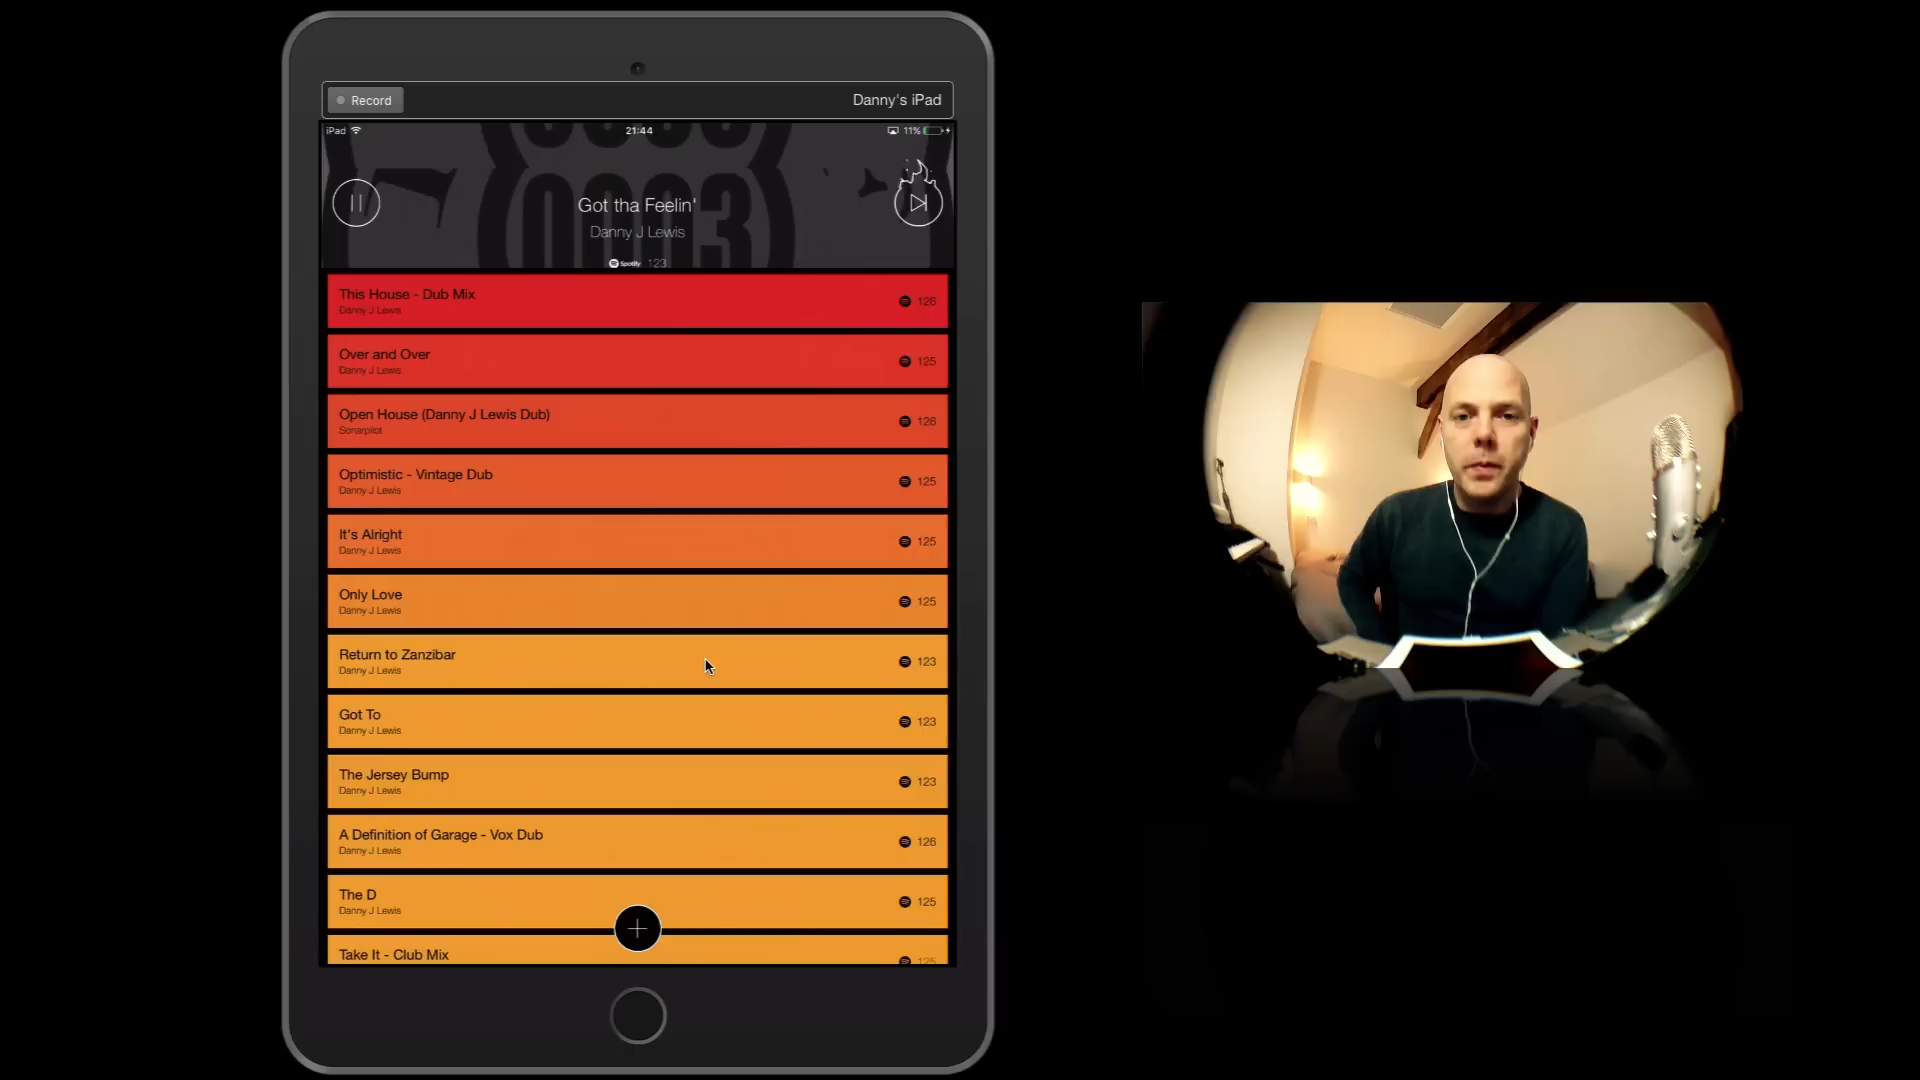 Record
Danny's iPad
iPad
21:44
11%
0003
Got tha Feelin'
Danny J Lewis
Spotify 123
This House - Dub Mix
Danny J Lewis
126
Over and Over
Danny J Lewis
125
Open House (Danny J Lewis Dub)
Sonarpilot
126
Optimistic - Vintage Dub
Danny J Lewis
125
It's Alright
Danny J Lewis
125
Only Love
Danny J Lewis
125
Return to Zanzibar
Danny J Lewis
123
Got To
Danny J Lewis
123
The Jersey Bump
Danny J Lewis
123
A Definition of Garage - Vox Dub
Danny J Lewis
126
The D
Danny J Lewis
125
Take It - Club Mix
125